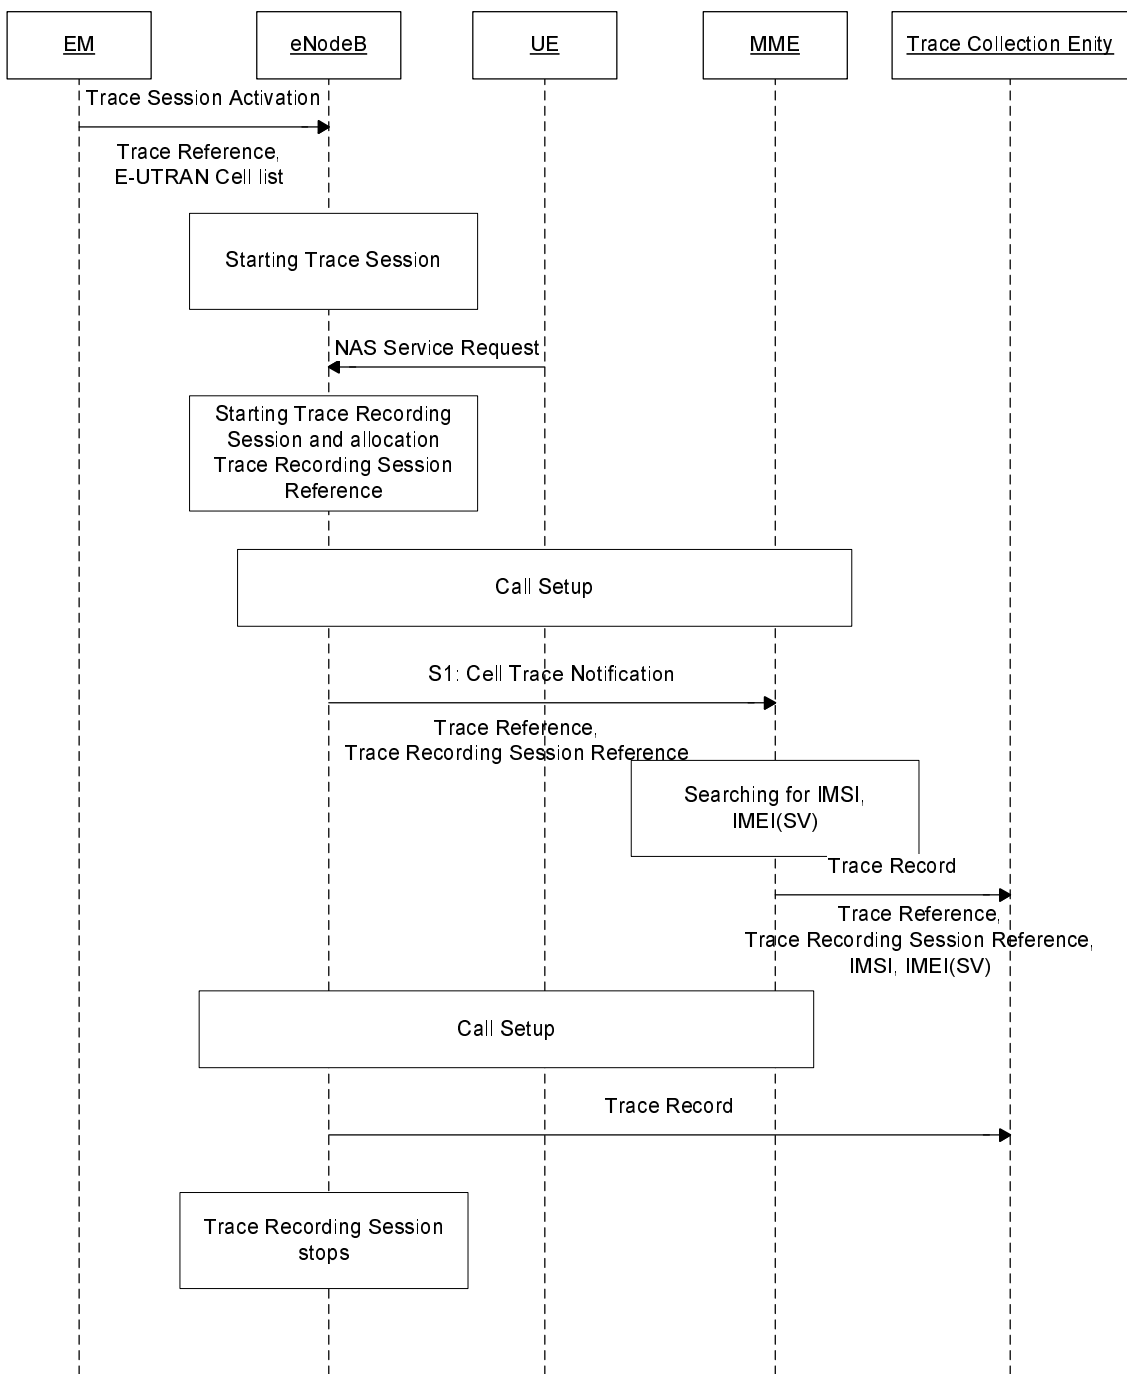 EM
eNodeB
UE
MME
Trace Collection Enity
Trace Session Activation
Trace Reference,
E-UTRAN Cell list
Starting Trace Session
NAS Service Request
Starting Trace Recording
Session and allocation
Trace Recording Session
Reference
Call Setup
S1: Cell Trace Notification
Trace Reference,
Trace Recording Session Reference
Searching for IMSI,
IMEI(SV)
Trace Record
Trace Reference,
Trace Recording Session Reference,
IMSI, IMEI(SV)
Call Setup
Trace Record
Trace Recording Session
stops